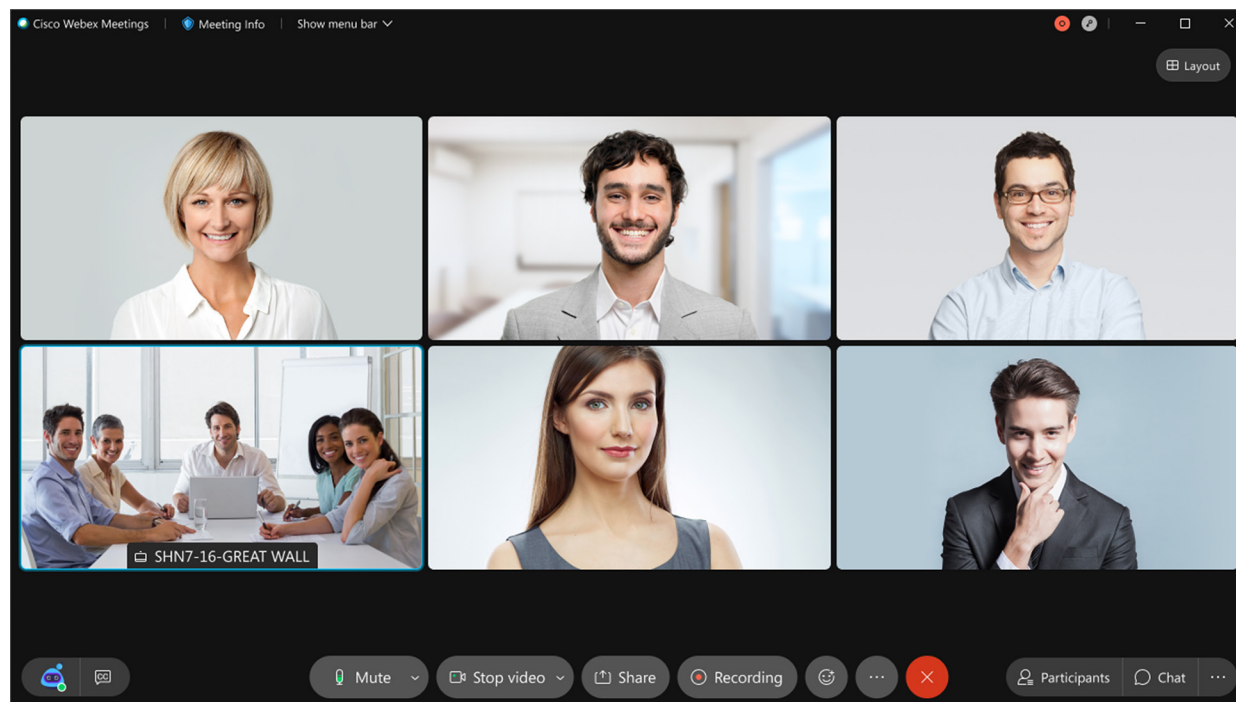 Cisco Webex Meetings | Meeting Info | Show menu bar
Layout
SHN7-16-GREAT WALL
CC Mute Stop video Share Recording Participants Chat